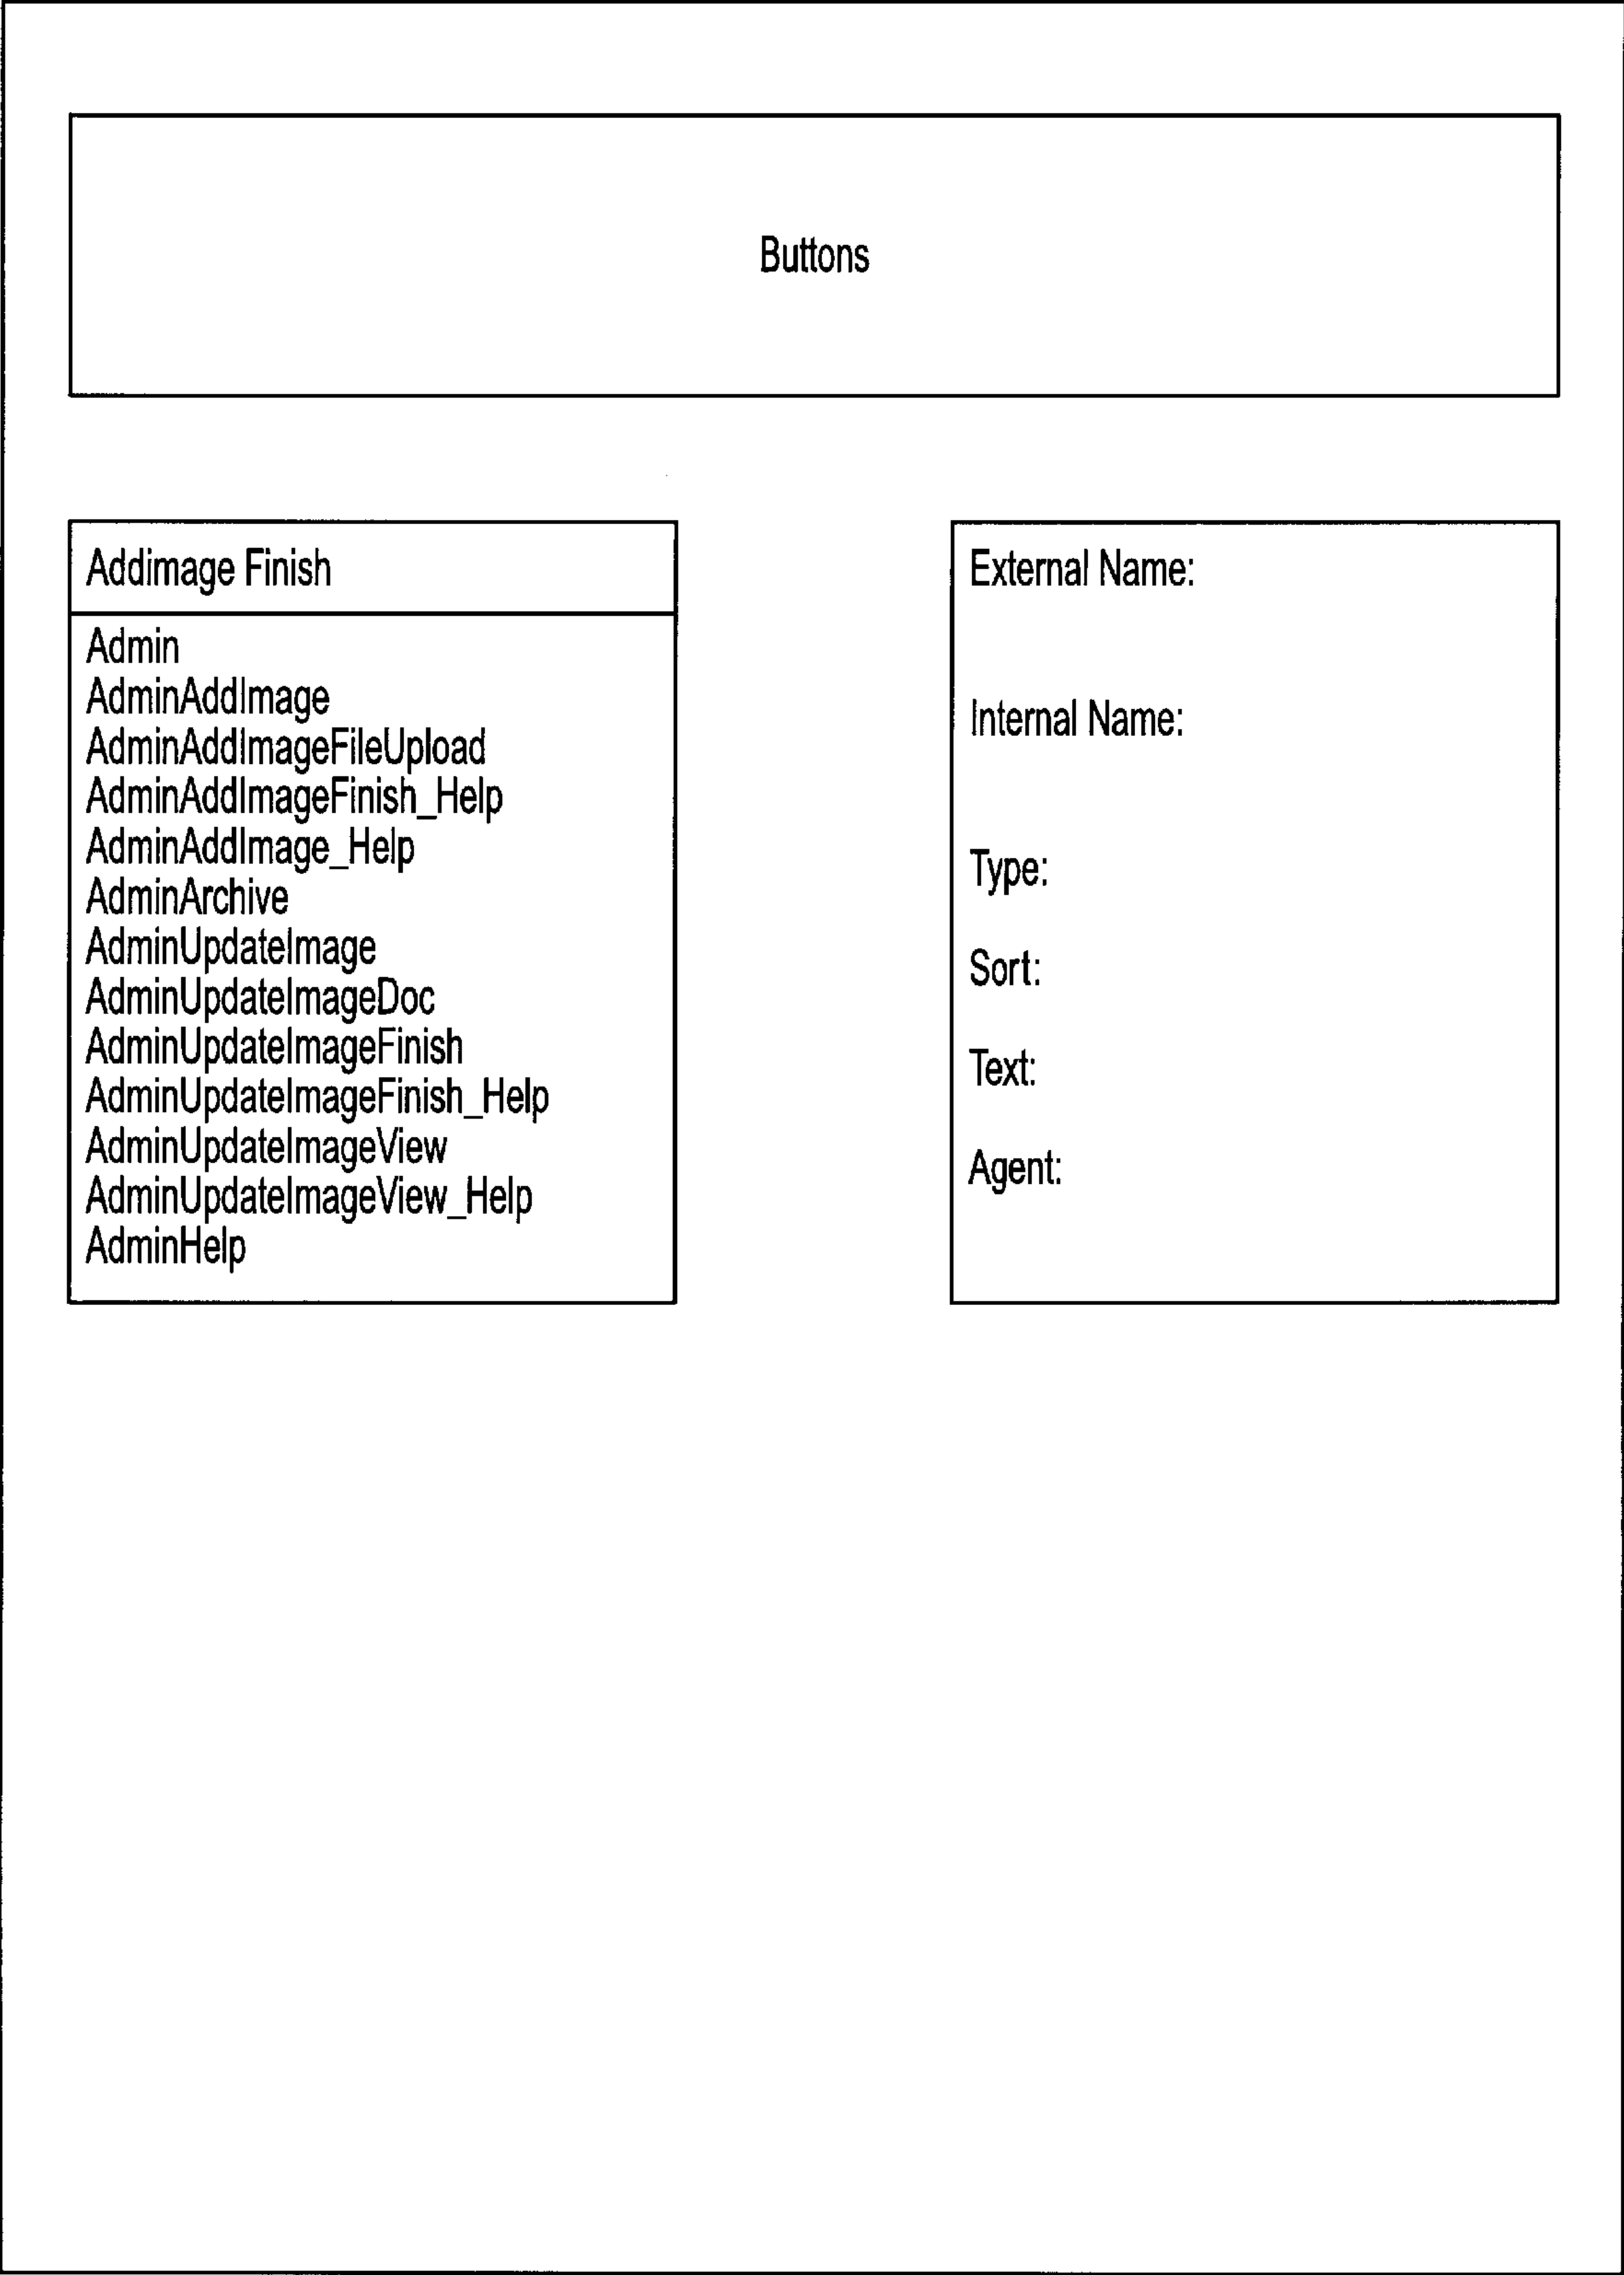 Buttons
Addimage Finish
Admin
AdminAddImage
AdminAddImageFileUpload
AdminAddImageFinish_Help
AdminAddImage_Help
AdminArchive
AdminUpdateImage
AdminUpdateImageDoc
AdminUpdateImageFinish
AdminUpdateImageFinish_Help
AdminUpdateImageView
AdminUpdateImageView_Help
AdminHelp
External Name:
Internal Name:
Type:
Sort:
Text:
Agent: